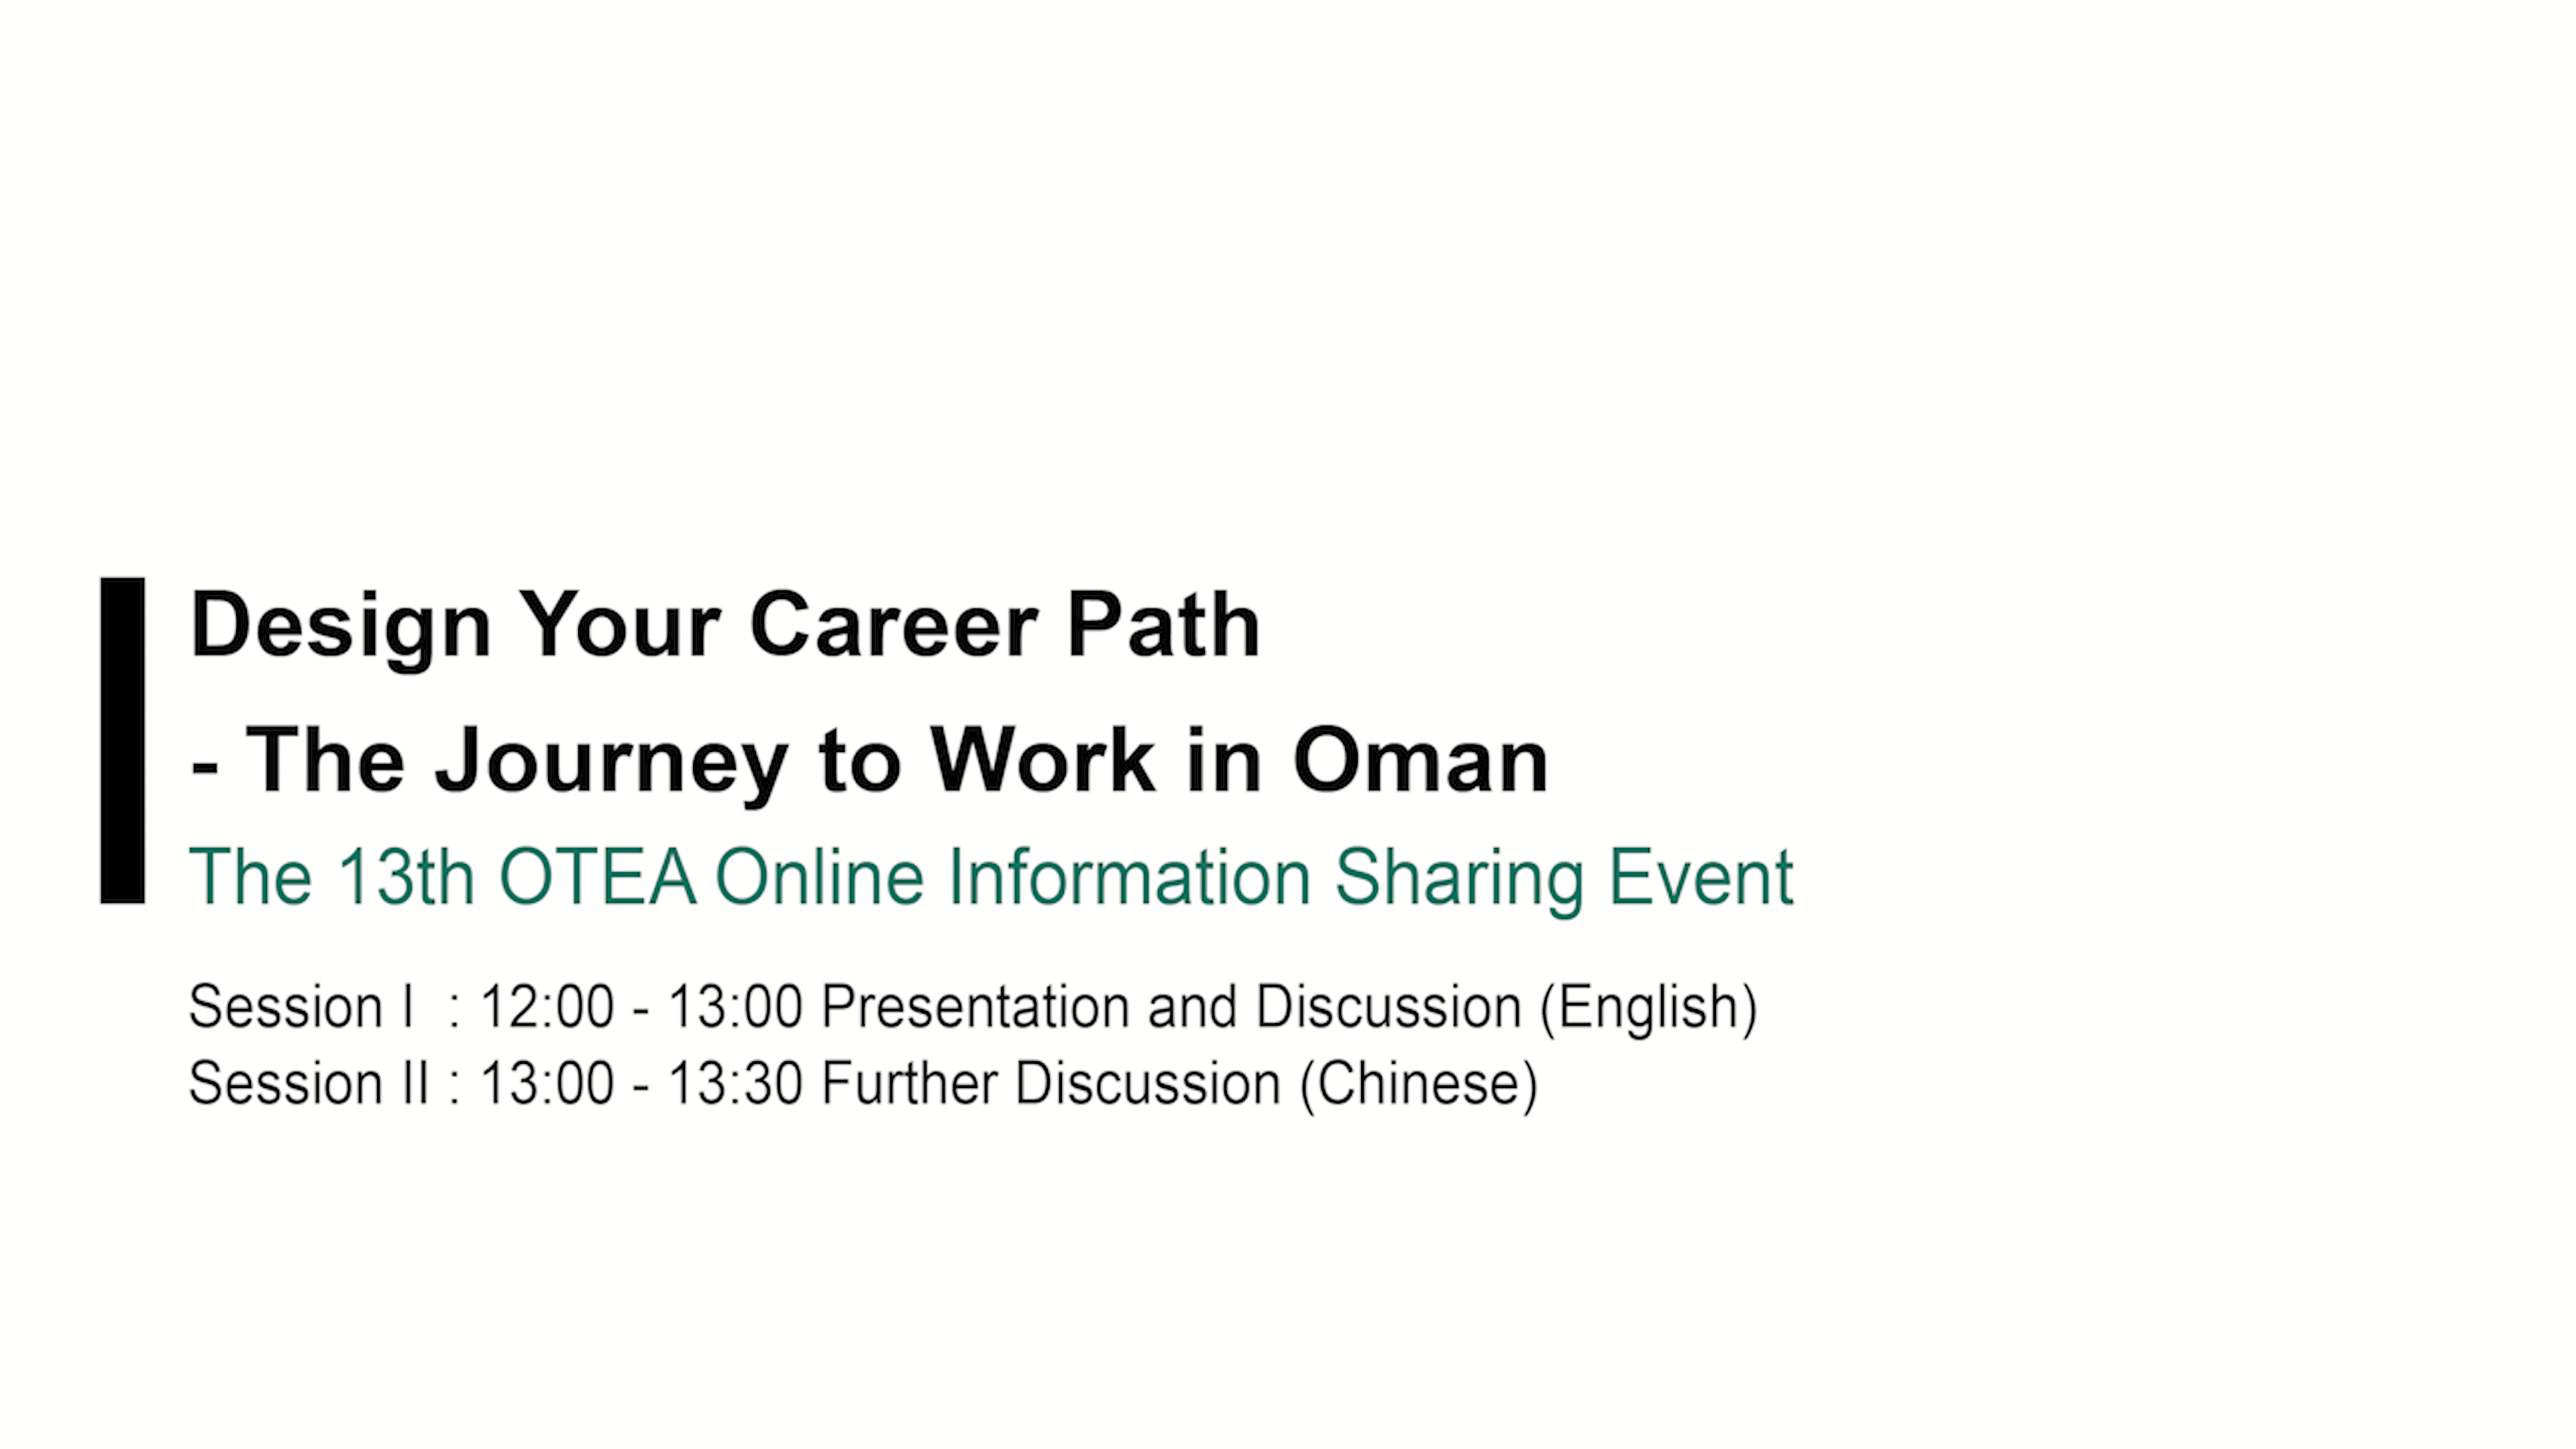 Design Your Career Path
- The Journey to Work in Oman
The 13th OTEA Online Information Sharing Event
Session I : 12:00 - 13:00 Presentation and Discussion (English)
Session II : 13:00 - 13:30 Further Discussion (Chinese)